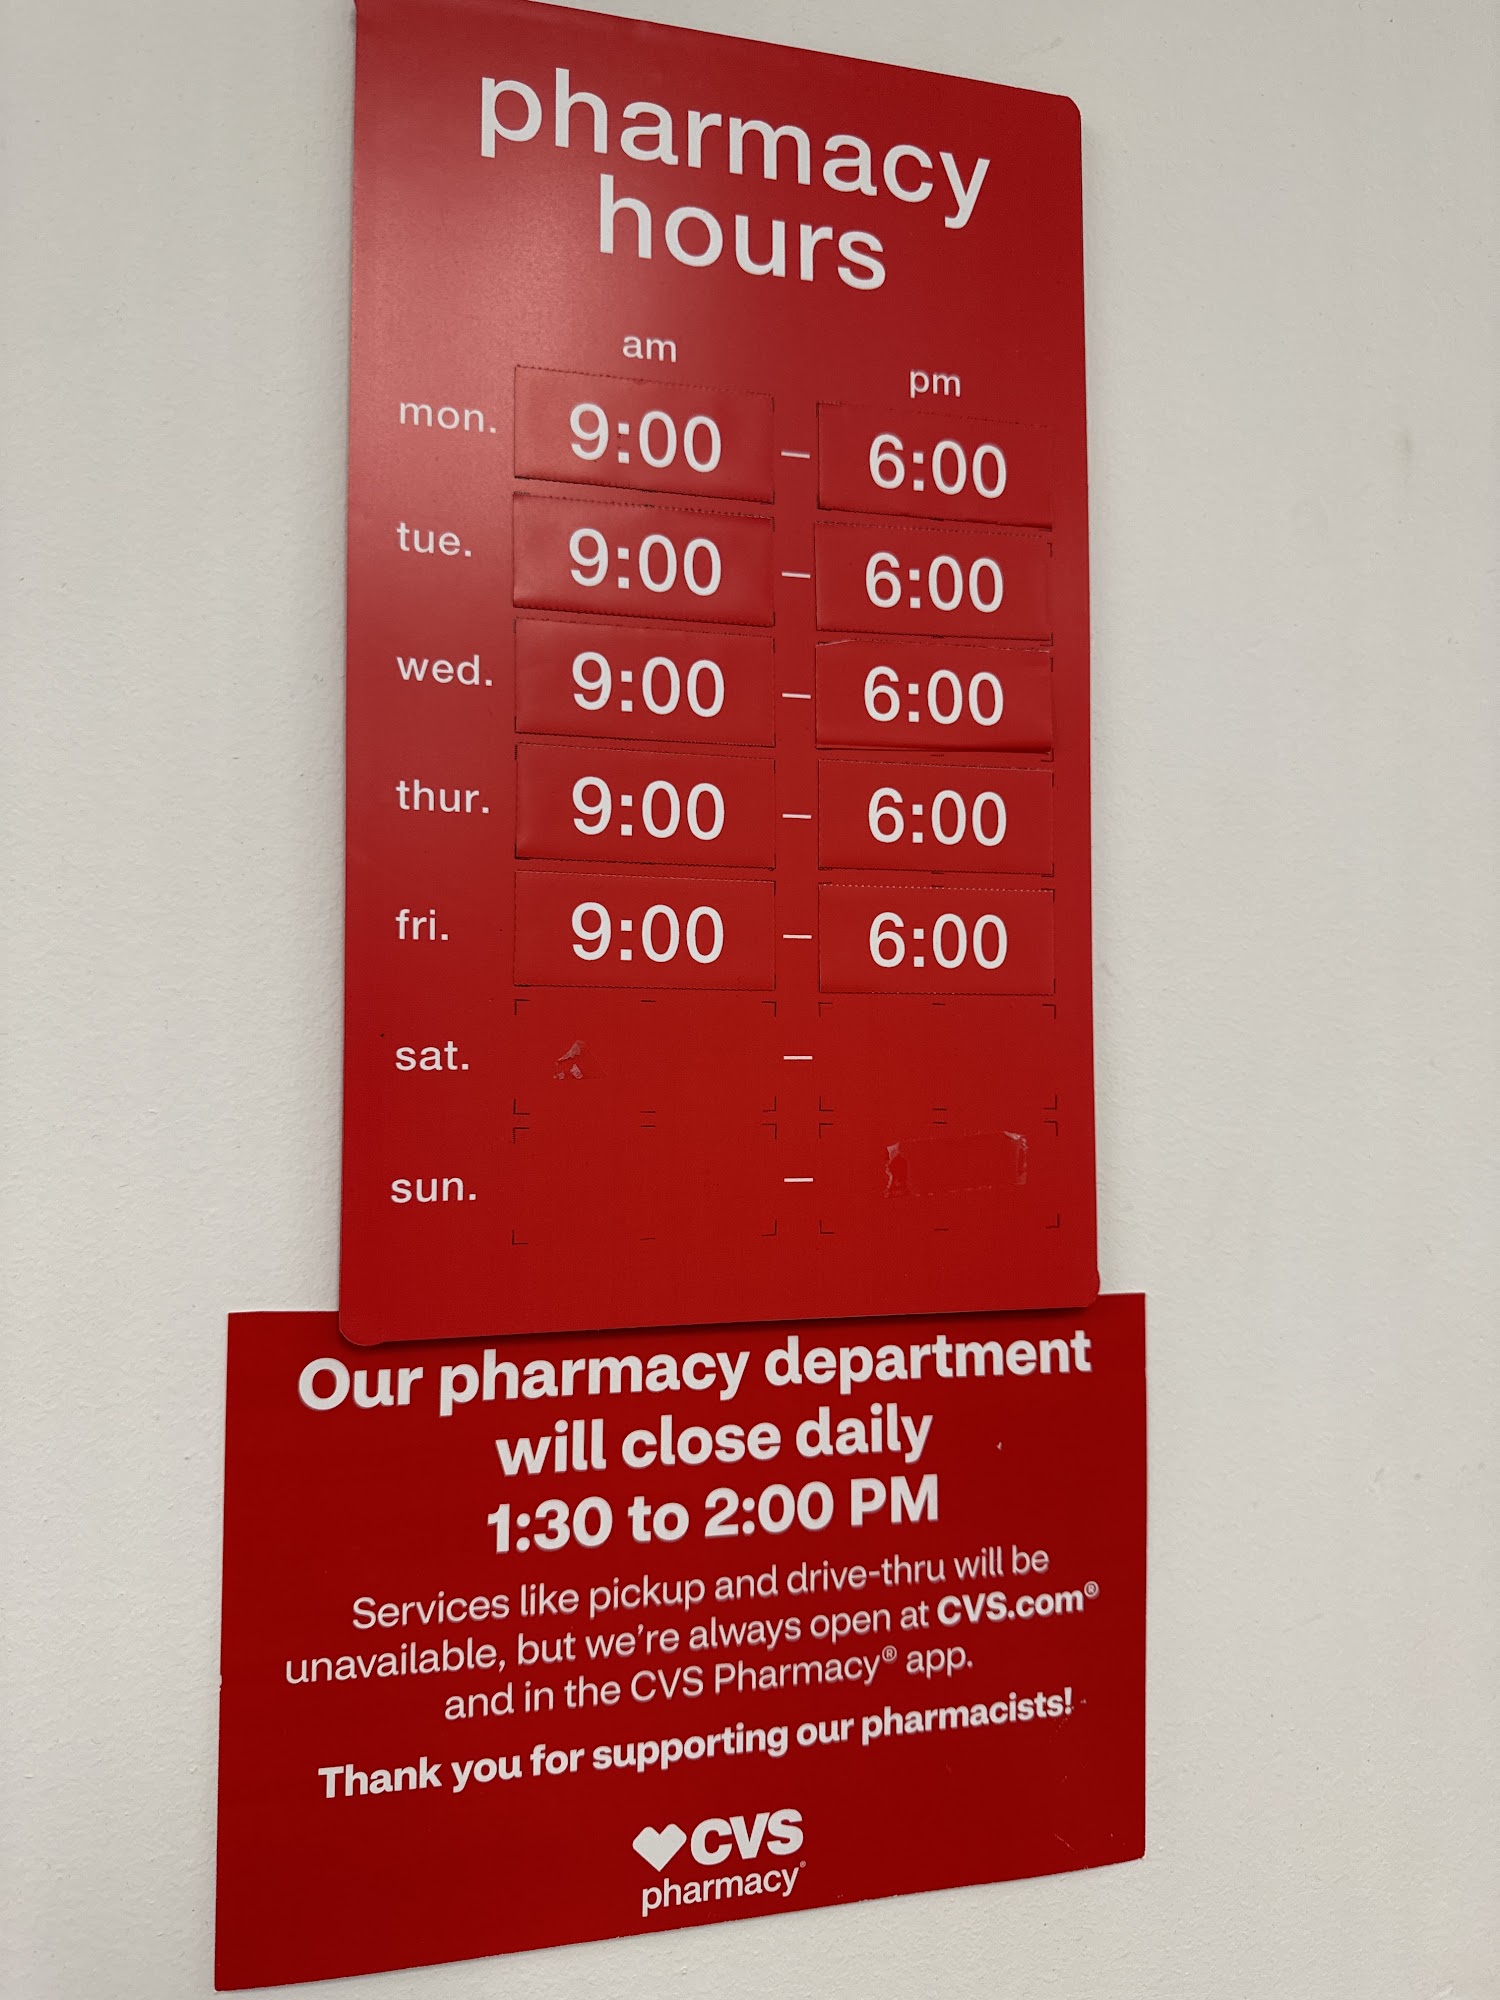 pharmacy
hours
am
pm
mon. 9:00 – 6:00
tue. 9:00 – 6:00
wed. 9:00 – 6:00
thur. 9:00 – 6:00
fri. 9:00 – 6:00
sat. –
sun. –
Our pharmacy department
will close daily
1:30 to 2:00 PM
Services like pickup and drive-thru will be
unavailable, but we're always open at CVS.com®
and in the CVS Pharmacy® app.
Thank you for supporting our pharmacists!
CVS
pharmacy®